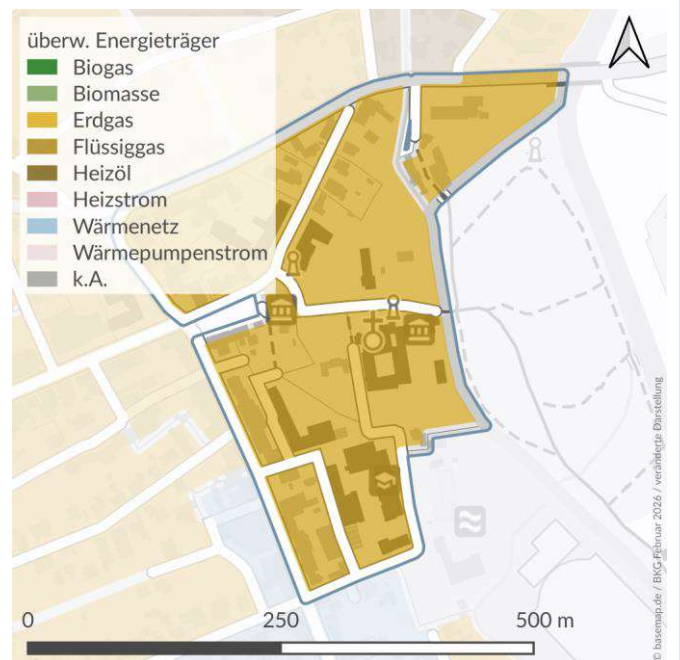 überw. Energieträger
Biogas
Biomasse
Erdgas
Flüssiggas
Heizöl
Heizstrom
Wärmenetz
Wärmepumpenstrom
k.A.
0 250 500 m
© basemap.de / BKG Februar 2026 / veränderte Darstellung